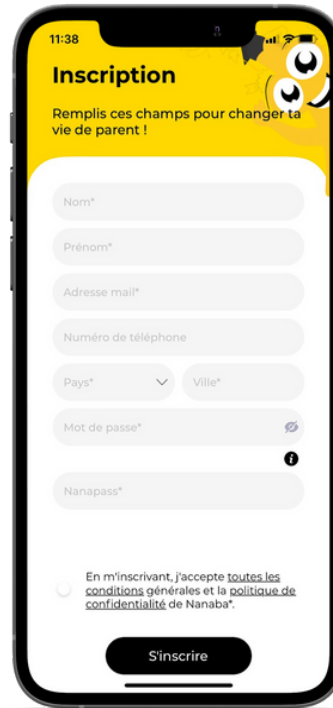 11:38
Inscription
Remplis ces champs pour changer ta
vie de parent !
Nom*
Prénom*
Adresse mail*
Numéro de téléphone
Pays* Ville*
Mot de passe*
i
Nanapass*
En m'inscrivant, j'accepte toutes les
conditions générales et la politique de
confidentialité de Nanaba*.
S'inscrire